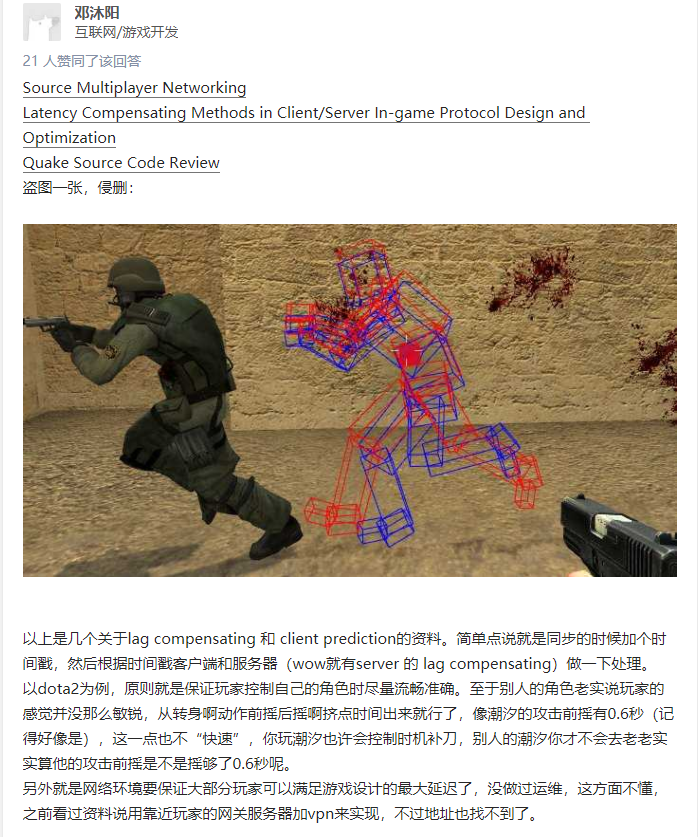 邓沐阳
互联网/游戏开发
21 人赞同了该回答
Source Multiplayer Networking
Latency Compensating Methods in Client/Server In-game Protocol Design and
Optimization
Quake Source Code Review
盗图一张，侵删：
以上是几个关于lag compensating 和 client prediction的资料。简单点说就是同步的时候加个时
间戳，然后根据时间戳客户端和服务器（wow就有server 的 lag compensating）做一下处理。
以dota2为例，原则就是保证玩家控制自己的角色时尽量流畅准确。至于别人的角色老实说玩家的
感觉并没那么敏锐，从转身啊动作前摇后摇啊挤点时间出来就行了，像潮汐的攻击前摇有0.6秒（记
得好像是），这一点也不“快速”，你玩潮汐也许会控制时机补刀，别人的潮汐你才不会去老老实
实算他的攻击前摇是不是摇够了0.6秒呢。
另外就是网络环境要保证大部分玩家可以满足游戏设计的最大延迟了，没做过运维，这方面不懂，
之前看过资料说用靠近玩家的网关服务器加vpn来实现，不过地址也找不到了。